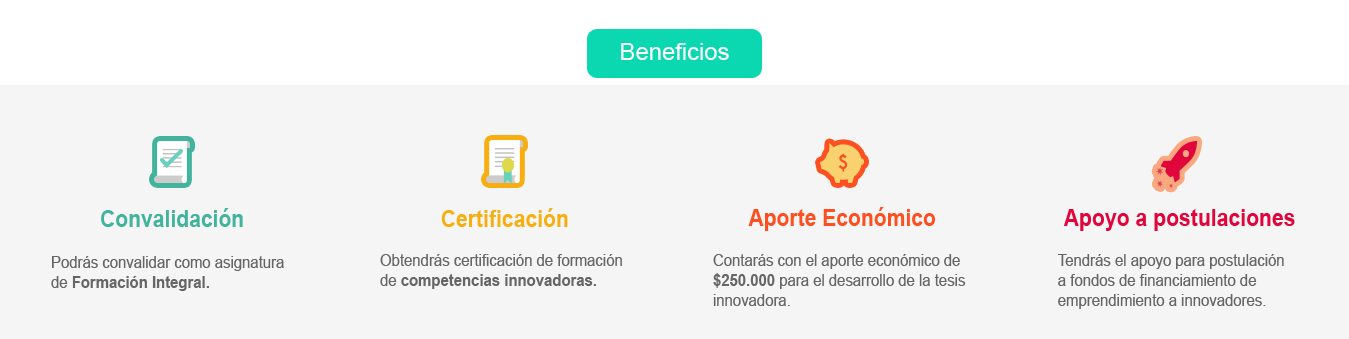 Beneficios
Convalidación
Podrás convalidar como asignatura
de Formación Integral.
Certificación
Obtendrás certificación de formación
de competencias innovadoras.
$
Aporte Económico
Contarás con el aporte económico de
$250.000 para el desarrollo de la tesis
innovadora.
Apoyo a postulaciones
Tendrás el apoyo para postulación
a fondos de financiamiento de
emprendimiento a innovadores.